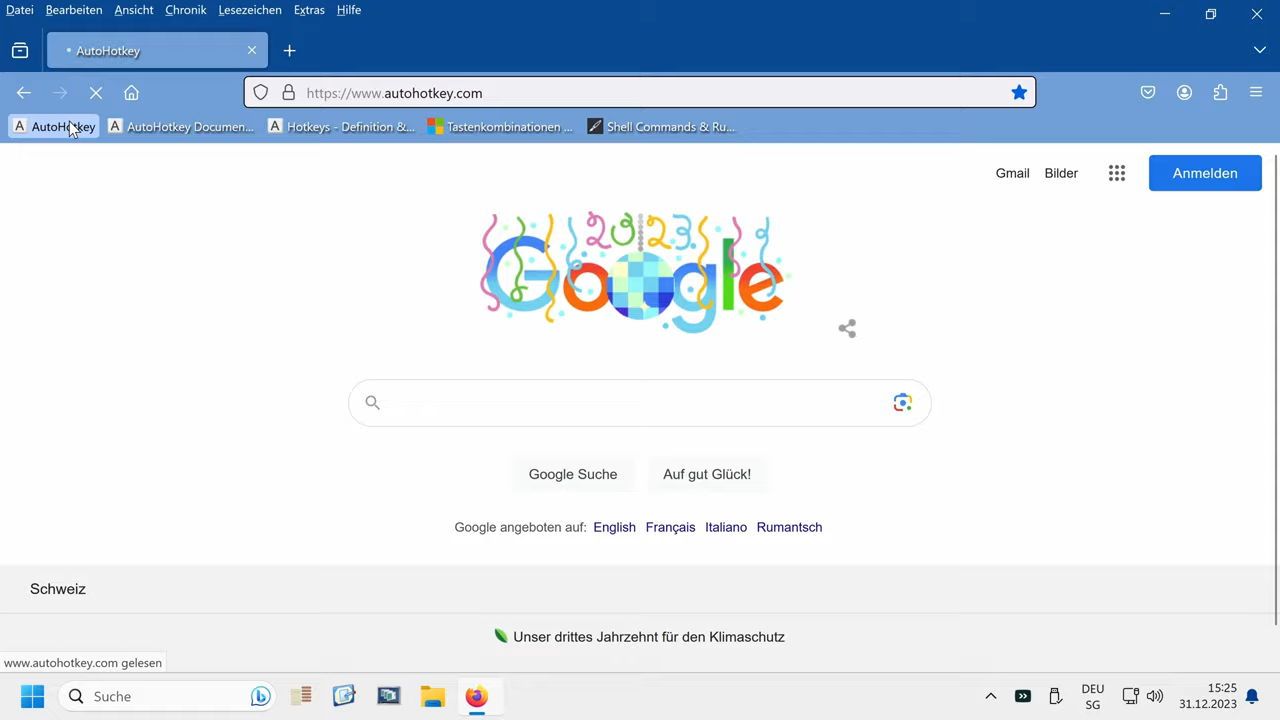 Datei Bearbeiten Ansicht Chronik Lesezeichen Extras Hilfe
AutoHotkey
https://www.autohotkey.com
AutoHotkey AutoHotkey Documen... Hotkeys - Definition &... Tastenkombinationen ... Shell Commands & Ru...
Gmail Bilder Anmelden
Google
Google Suche Auf gut Glück!
Google angeboten auf: English Français Italiano Rumantsch
Schweiz
Unser drittes Jahrzehnt für den Klimaschutz
www.autohotkey.com gelesen
Suche
DEU
SG
15:25
31.12.2023